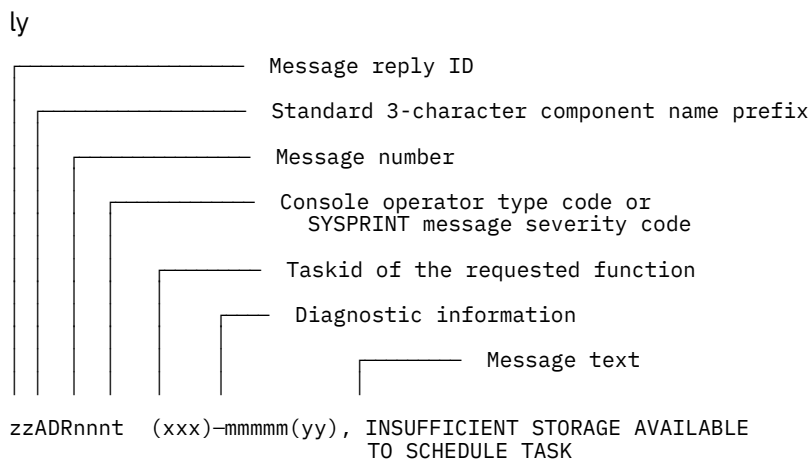 ly
Message reply ID
Standard 3-character component name prefix
Message number
Console operator type code or
SYSPRINT message severity code
Taskid of the requested function
Diagnostic information
Message text
zzADRnnnt (xxx)—mmmmm(yy), INSUFFICIENT STORAGE AVAILABLE
TO SCHEDULE TASK